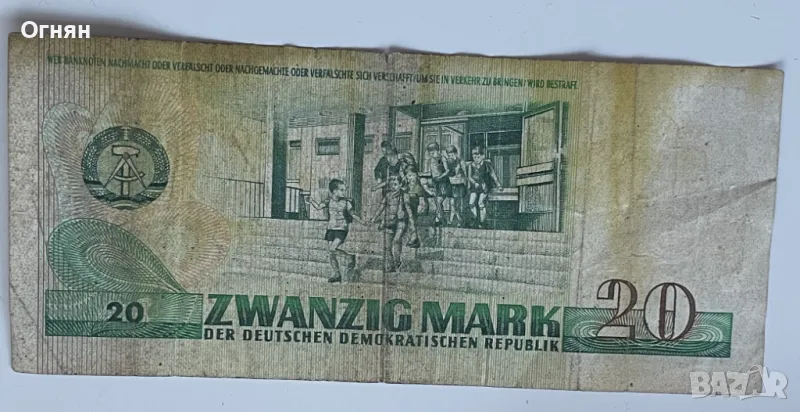 Огнян
WER BANKNOTEN NACHMACHT ODER VERFÄLSCHT ODER NACHGEMACHTE ODER VERFÄLSCHTE SICH VERSCHAFFT UM SIE IN VERKEHR ZU BRINGEN / WIRD BESTRAFT
20 ZWANZIG MARK 20
DER DEUTSCHEN DEMOKRATISCHEN REPUBLIK
BAZAR